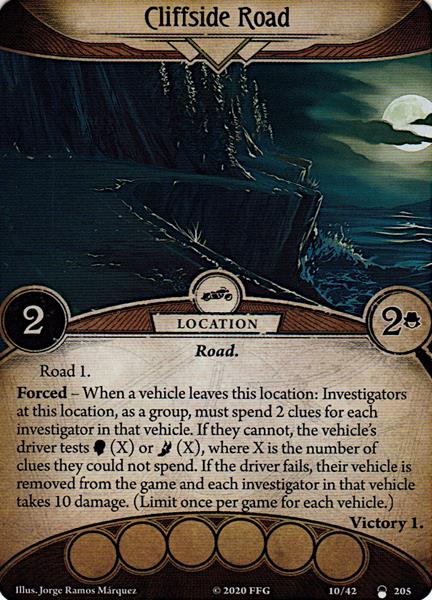 Cliffside Road
2
LOCATION
2
Road.
Road 1.
Forced – When a vehicle leaves this location: Investigators
at this location, as a group, must spend 2 clues for each
investigator in that vehicle. If they cannot, the vehicle's
driver tests (X) or (X), where X is the number of
clues they could not spend. If the driver fails, their vehicle is
removed from the game and each investigator in that vehicle
takes 10 damage. (Limit once per game for each vehicle.)
Victory 1.
Illus. Jorge Ramos Márquez © 2020 FFG 10/42 205